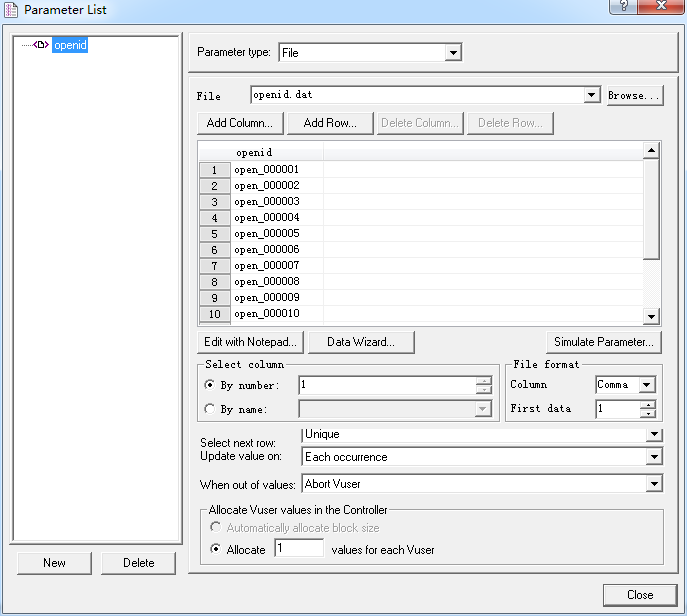 Parameter List
openid
Parameter type: File
File openid.dat Browse...
Add Column... Add Row... Delete Column... Delete Row...
openid
1 open_000001
2 open_000002
3 open_000003
4 open_000004
5 open_000005
6 open_000006
7 open_000007
8 open_000008
9 open_000009
10 open_000010
Edit with Notepad... Data Wizard... Simulate Parameter...
Select column File format
By number: 1 Column Comma
By name: First data 1
Select next row: Unique
Update value on: Each occurrence
When out of values: Abort Vuser
Allocate Vuser values in the Controller
Automatically allocate block size
Allocate 1 values for each Vuser
New Delete
Close